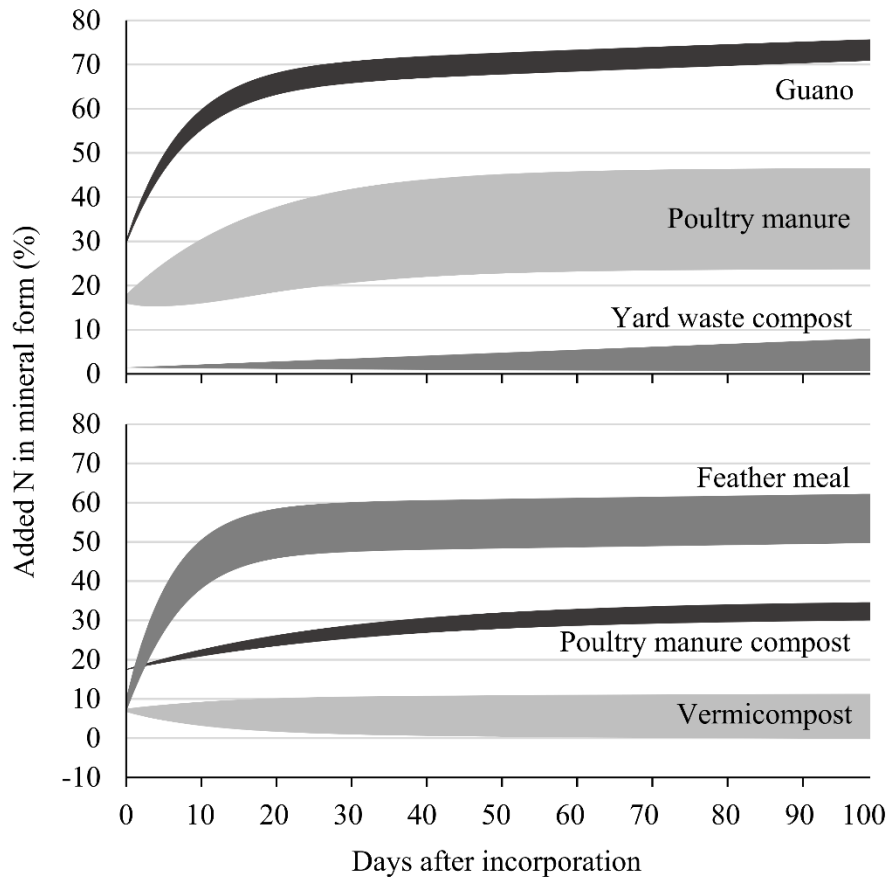 Added N in mineral form (%)
80
70
60
50
40
30
20
10
0
Guano
Poultry manure
Yard waste compost
80
70
60
50
40
30
20
10
0
-10
Feather meal
Poultry manure compost
Vermicompost
0 10 20 30 40 50 60 70 80 90 100
Days after incorporation